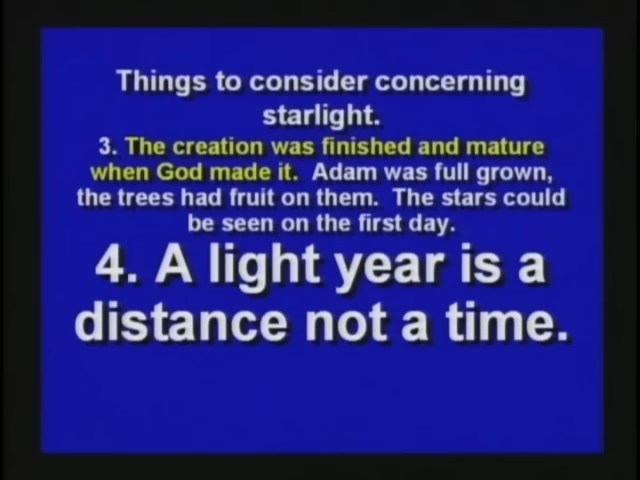 Things to consider concerning
starlight.
3. The creation was finished and mature
when God made it. Adam was full grown,
the trees had fruit on them. The stars could
be seen on the first day.
4. A light year is a
distance not a time.